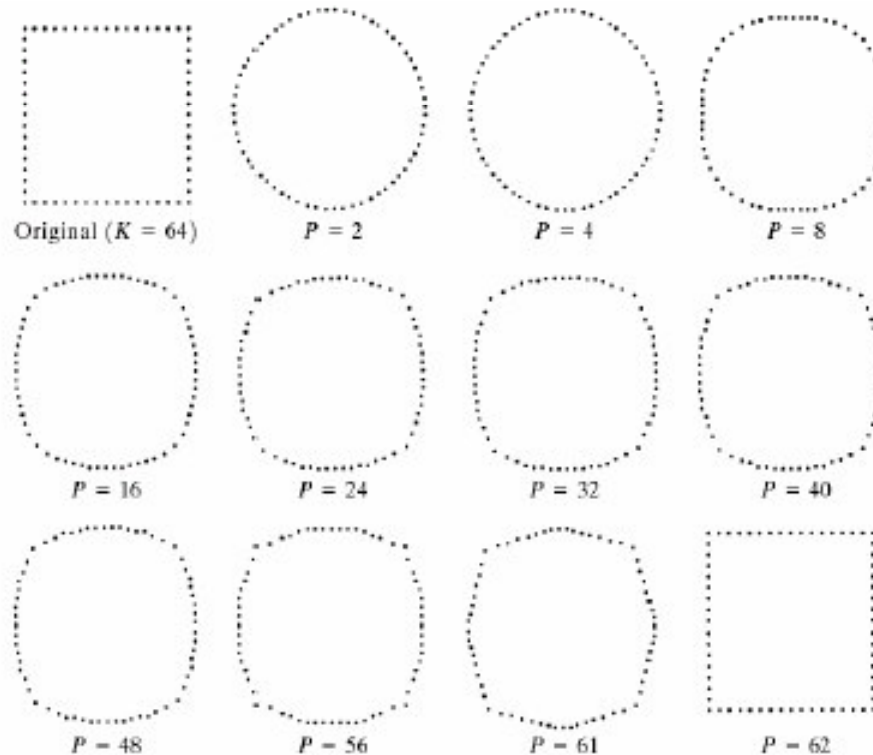 Original (K = 64)
P = 2
P = 4
P = 8
P = 16
P = 24
P = 32
P = 40
P = 48
P = 56
P = 61
P = 62